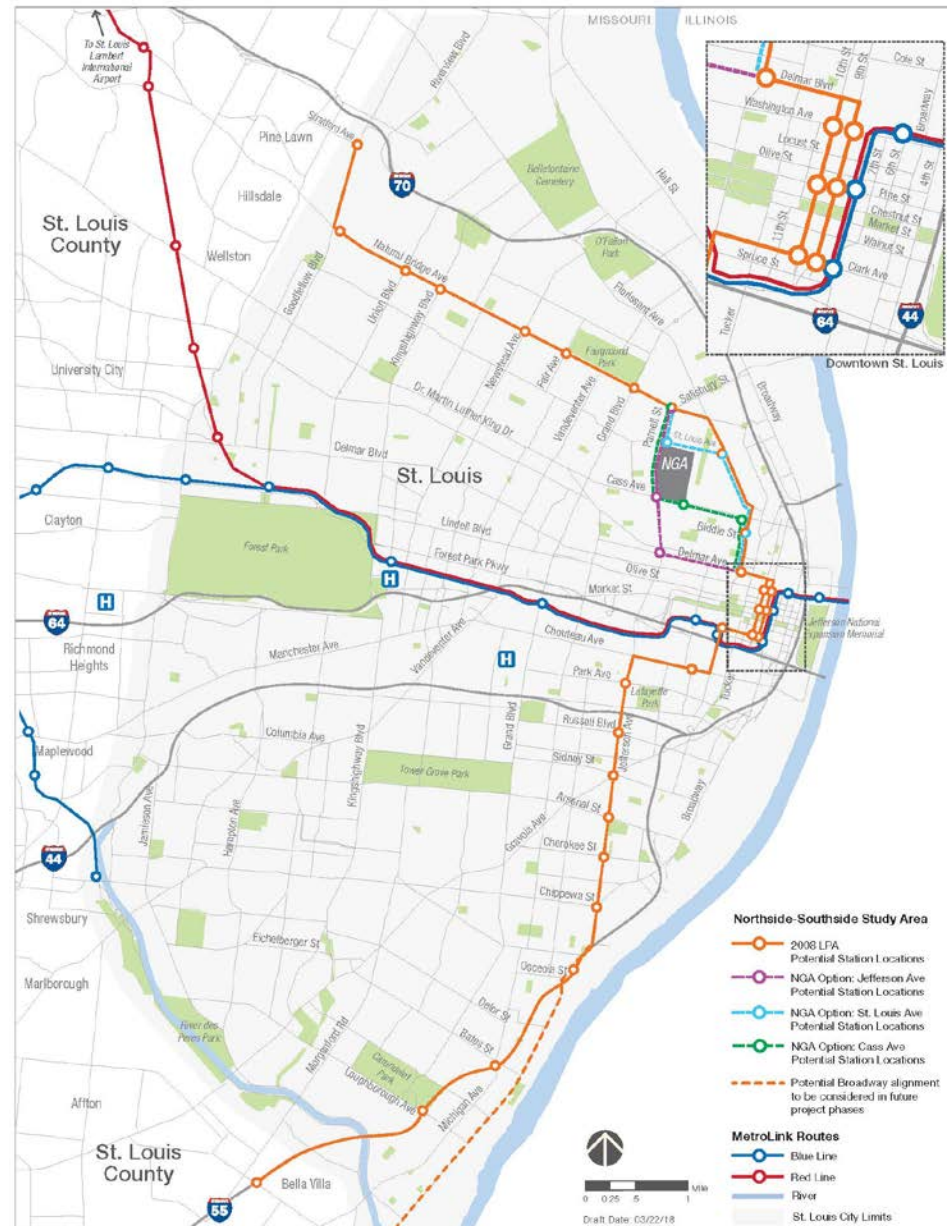 MISSOURI
ILLINOIS
To St. Louis
Lambert
International
Airport
Riverview Blvd
Stratford Ave
Pine Lawn
Hillsdale
70
Bellefontaine
Cemetery
Hall St
O'Fallon
Park
St. Louis
County
Wellston
Goodfellow Blvd
Natural Bridge Ave
Union Blvd
Kingshighway Blvd
Florissant Ave
Newstead Ave
Fair Ave
Fairground
Park
Vandeventer Ave
Grand Blvd
Salisbury St
Parnell St
Broadway
University City
Dr. Martin Luther King Dr
St. Louis Ave
NGA
Delmar Blvd
St. Louis
Cass Ave
Biddle St
Clayton
Lindell Blvd
Delmar Ave
Forest Park
Forest Park Pkwy
Olive St
Market St
H
H
64
Jefferson National
Expansion Memorial
Richmond
Heights
Manchester Ave
Vandeventer Ave
Chouteau Ave
H
Park Ave
Tucker
Lafayette
Park
Grand Blvd
Russell Blvd
Jefferson Ave
Columbia Ave
Maplewood
Kingshighway Blvd
Sidney St
Tower Grove Park
Jamieson Ave
Hampton Ave
Arsenal St
Broadway
Gravois Ave
Cherokee St
44
Chippewa St
Shrewsbury
Eichelberger St
Osceola St
Marlborough
Delor St
River des
Peres Park
Morganford Rd
Bates St
Carondelet
Park
Loughborough Ave
Michigan Ave
Affton
St. Louis
County
Bella Villa
55
10th St
9th St
Cole St
Delmar Blvd
Broadway
Washington Ave
Locust St
Olive St
7th St
6th St
4th St
Pine St
Chestnut St
Market St
Walnut St
11th St
Spruce St
Clark Ave
Tucker
64
44
Downtown St. Louis
Northside-Southside Study Area
2008 LPA
Potential Station Locations
NGA Option: Jefferson Ave
Potential Station Locations
NGA Option: St. Louis Ave
Potential Station Locations
NGA Option: Cass Ave
Potential Station Locations
Potential Broadway alignment
to be considered in future
project phases
MetroLink Routes
Blue Line
Red Line
River
St. Louis City Limits
0 0.25 .5 1 Mile
Draft Date: 03/22/18